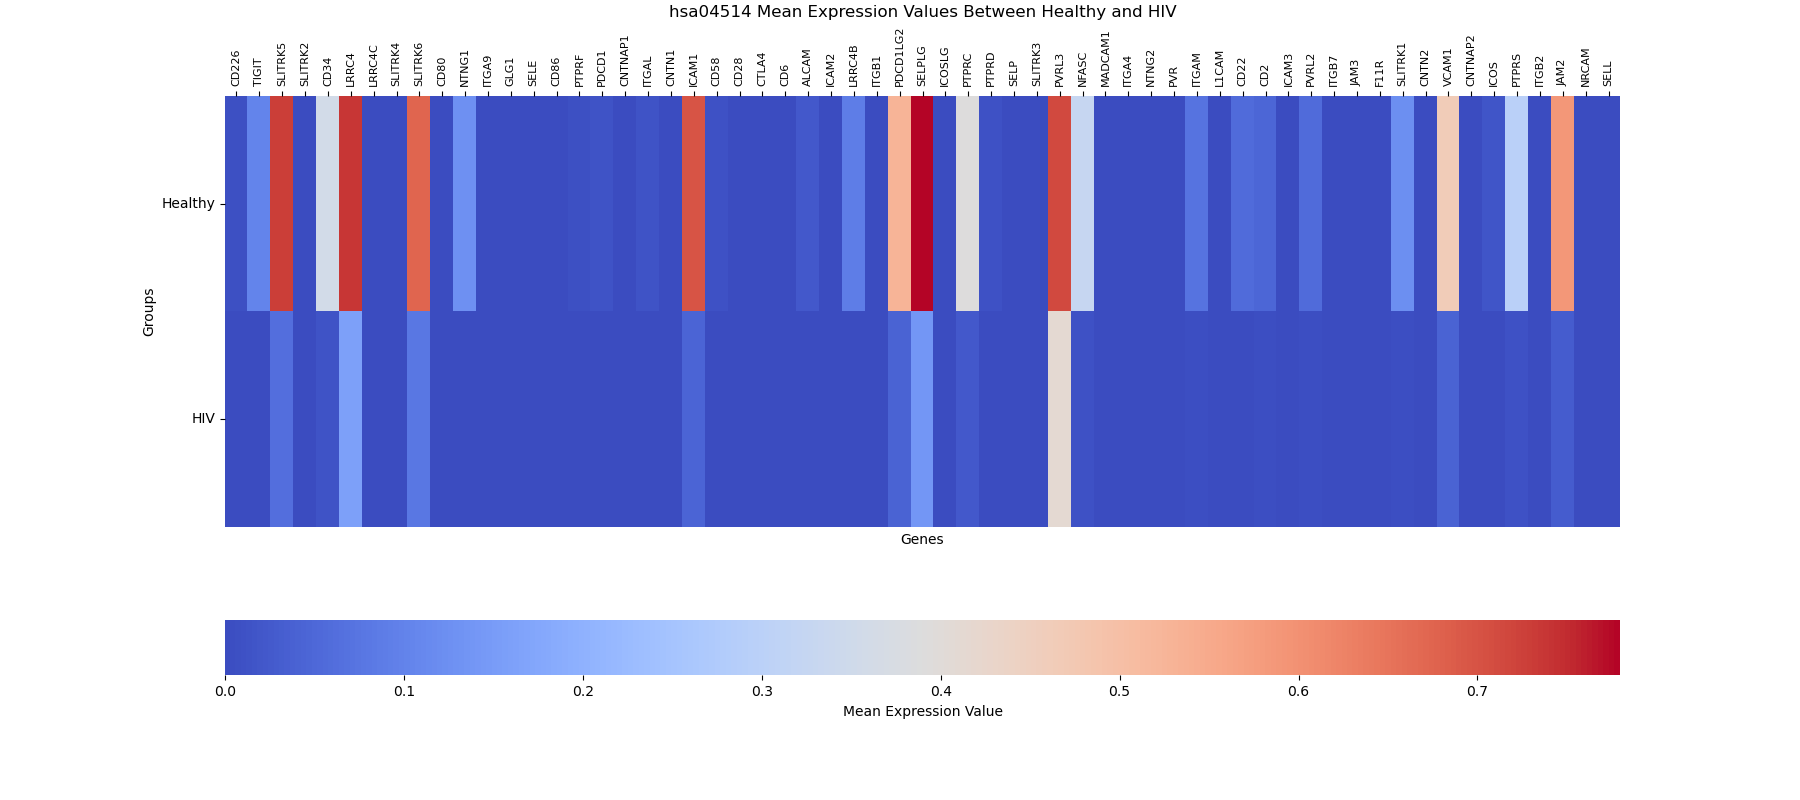 hsa04514 Mean Expression Values Between Healthy and HIV
CD226
TIGIT
SLITRK5
SLITRK2
CD34
LRRC4
LRRC4C
SLITRK4
SLITRK6
CD80
NTNG1
ITGA9
GLG1
SELE
CD86
PTPRF
PDCD1
CNTNAP1
ITGAL
CNTN1
ICAM1
CD58
CD28
CTLA4
CD6
ALCAM
ICAM2
LRRC4B
ITGB1
PDCD1LG2
SELPLG
ICOSLG
PTPRC
PTPRD
SELP
SLITRK3
PVRL3
NFASC
MADCAM1
ITGA4
NTNG2
PVR
ITGAM
L1CAM
CD22
CD2
ICAM3
PVRL2
ITGB7
JAM3
F11R
SLITRK1
CNTN2
VCAM1
CNTNAP2
ICOS
PTPRS
ITGB2
JAM2
NRCAM
SELL
Groups
Healthy
HIV
Genes
0.0 0.1 0.2 0.3 0.4 0.5 0.6 0.7
Mean Expression Value